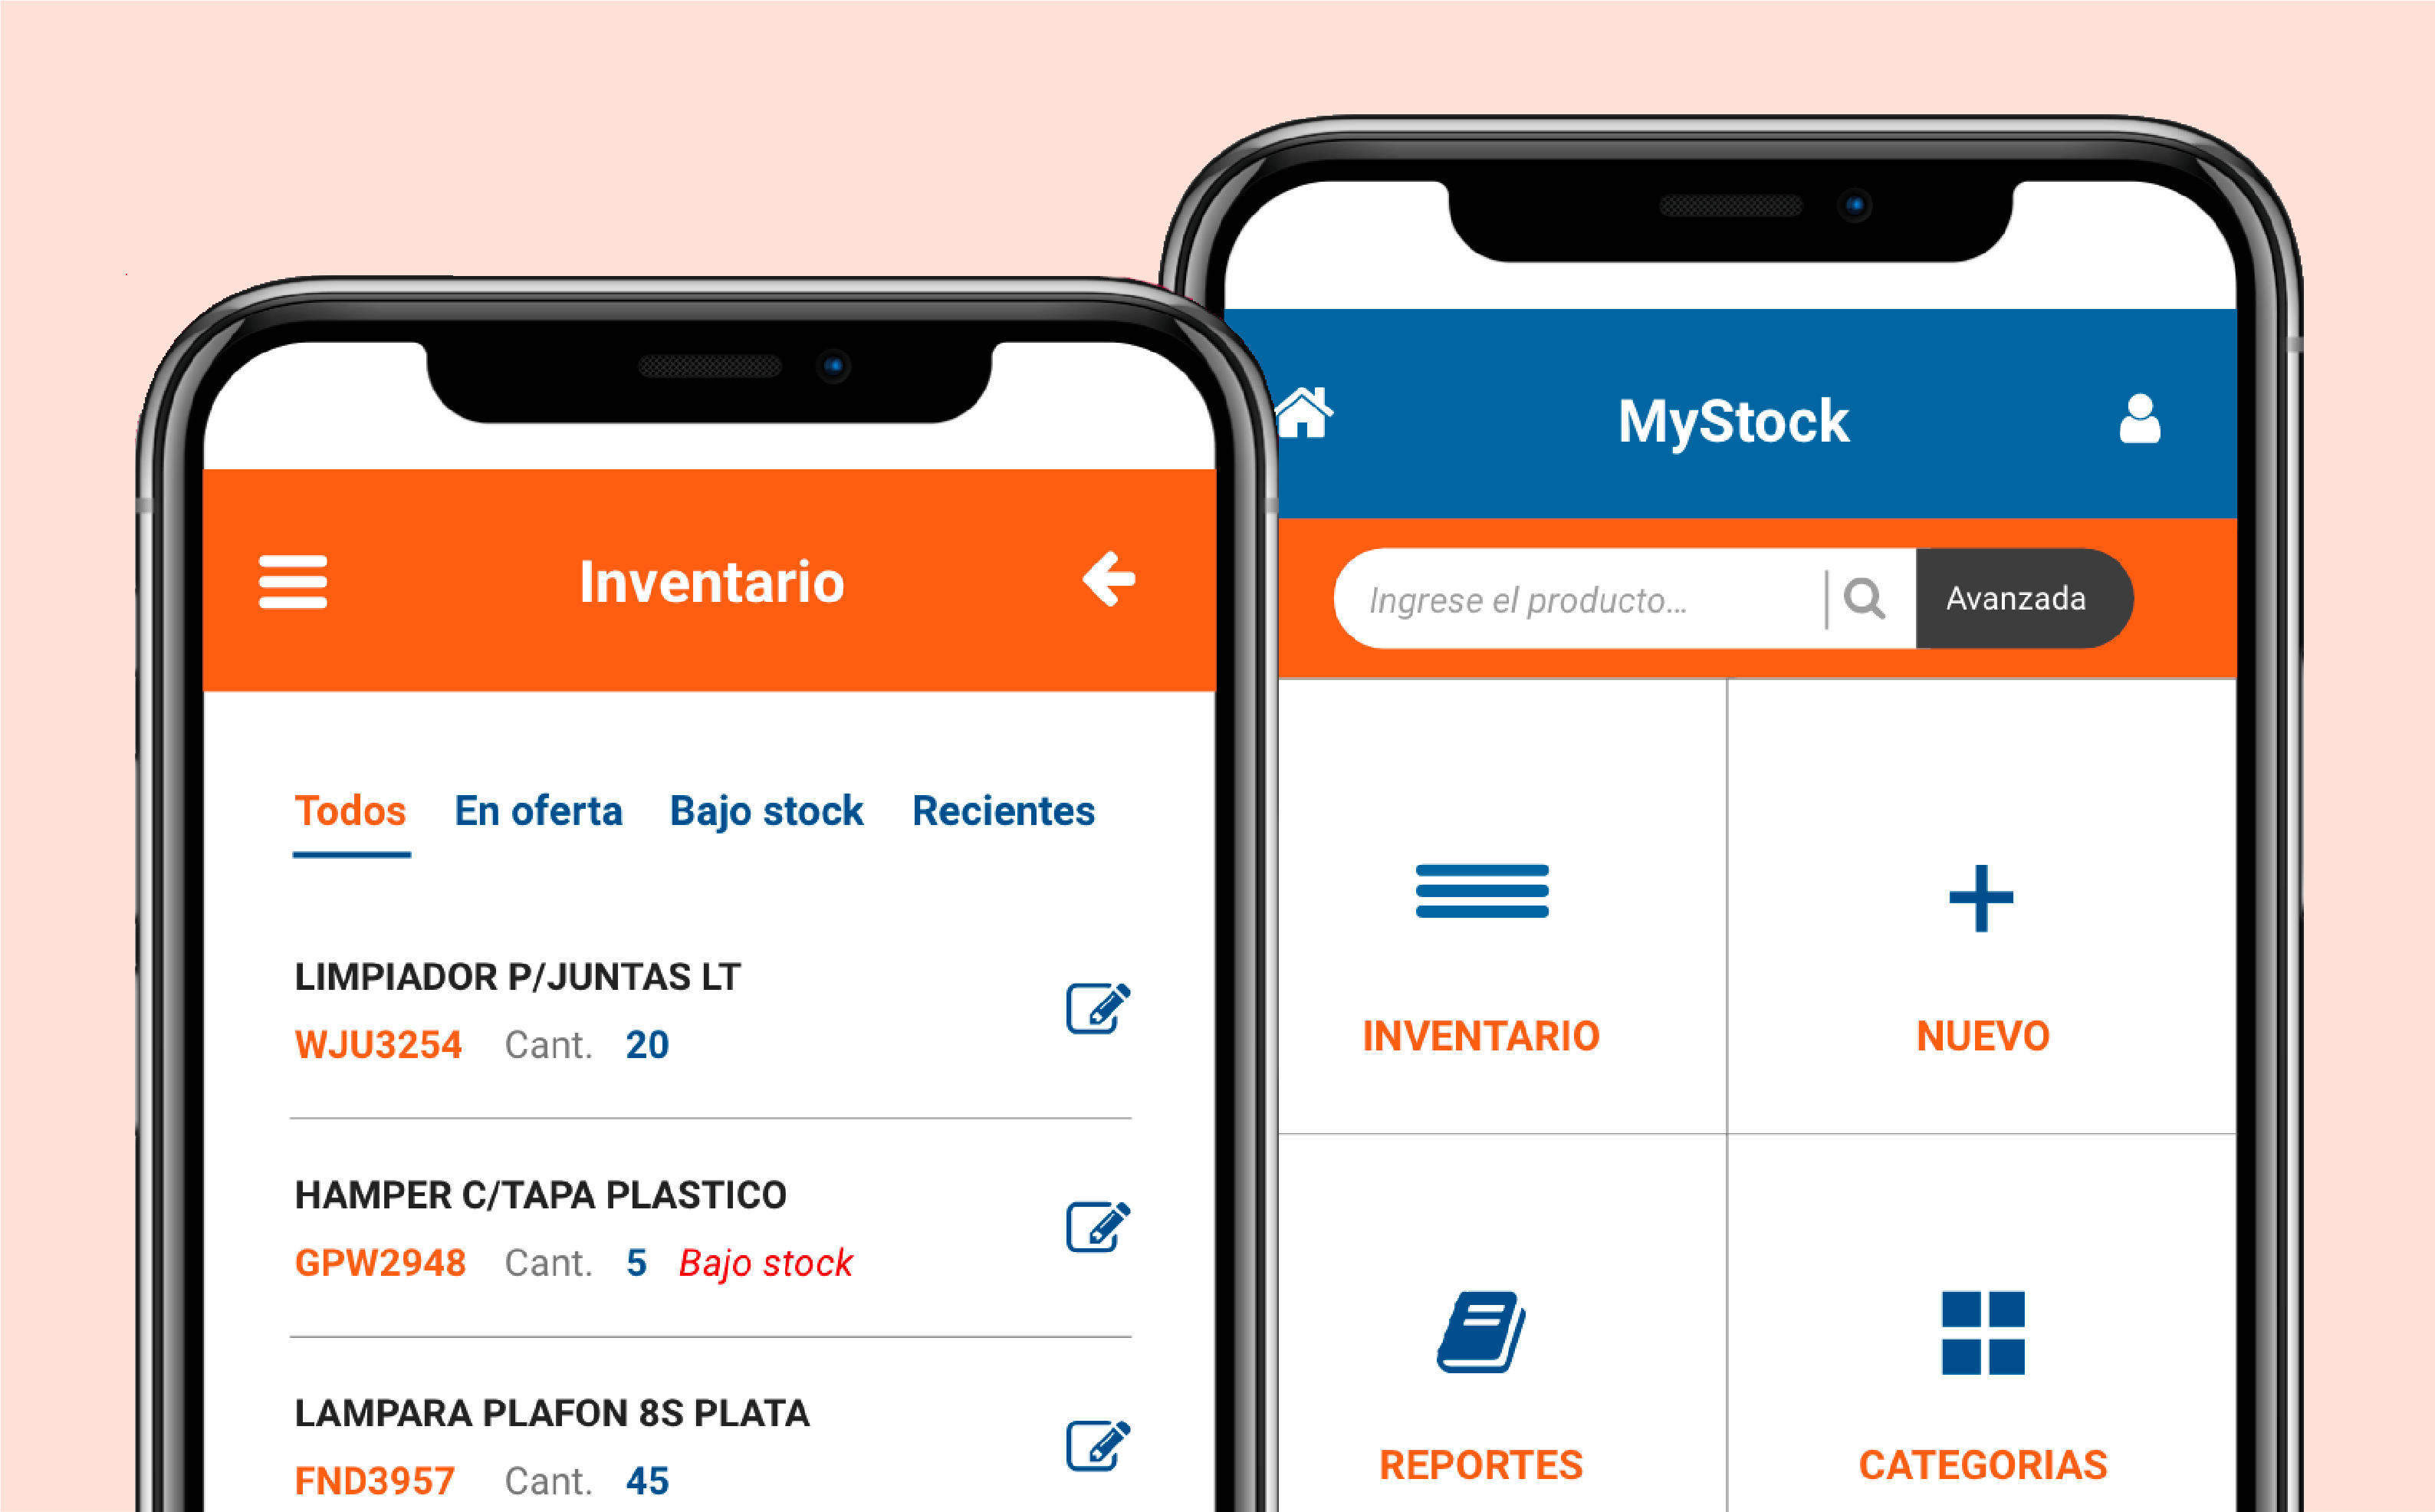 Inventario
Todos En oferta Bajo stock Recientes
LIMPIADOR P/JUNTAS LT
WJU3254 Cant. 20
HAMPER C/TAPA PLASTICO
GPW2948 Cant. 5 Bajo stock
LAMPARA PLAFON 8S PLATA
FND3957 Cant. 45
MyStock
Ingrese el producto... Avanzada
INVENTARIO NUEVO
REPORTES CATEGORIAS